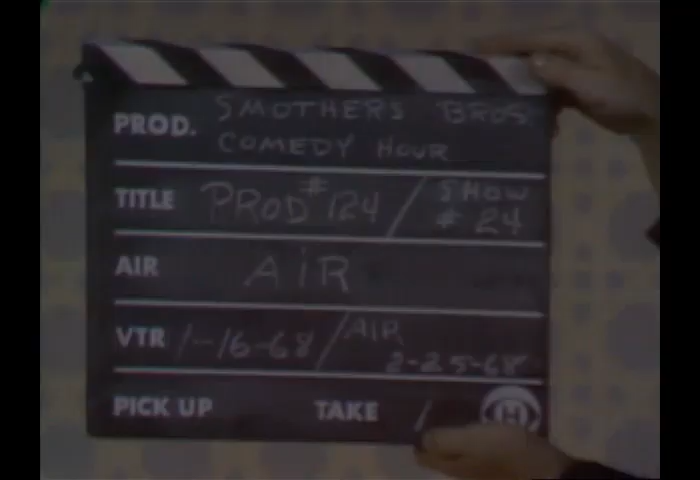 PROD. SMOTHERS BROS
COMEDY HOUR
TITLE PROD #124 / SHOW
# 24
AIR AIR
VTR 1-16-68 / AIR
2-25-68
PICK UP TAKE 1